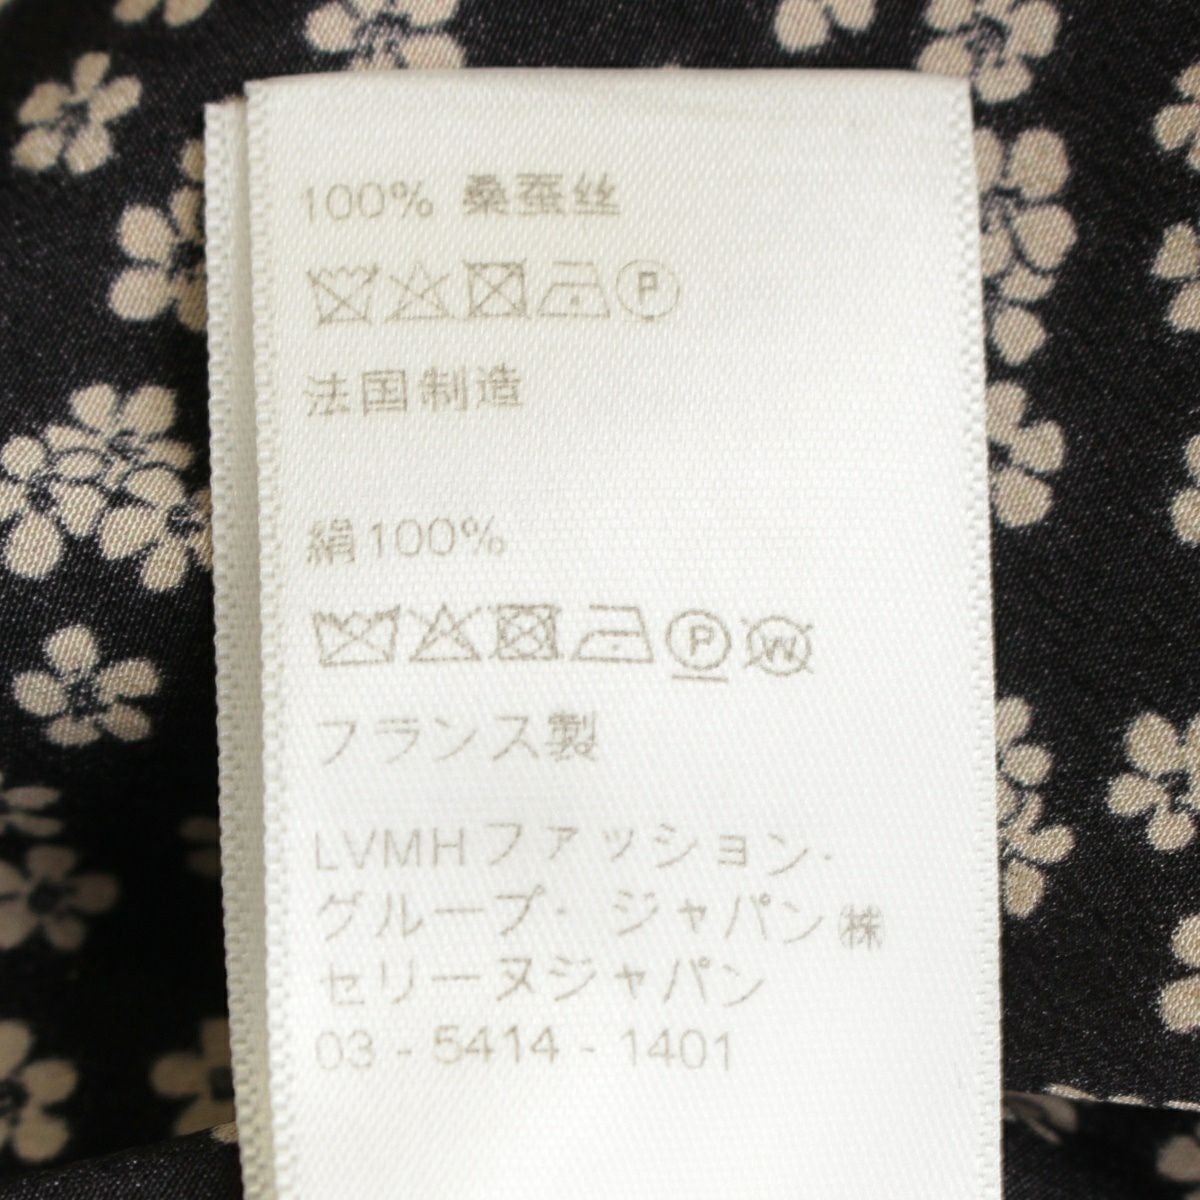 100% 桑蚕丝
P
法国制造
絹100%
P W
フランス製
LVMHファッション・
グループ・ジャパン㈱
セリーヌジャパン
03 - 5414 - 1401